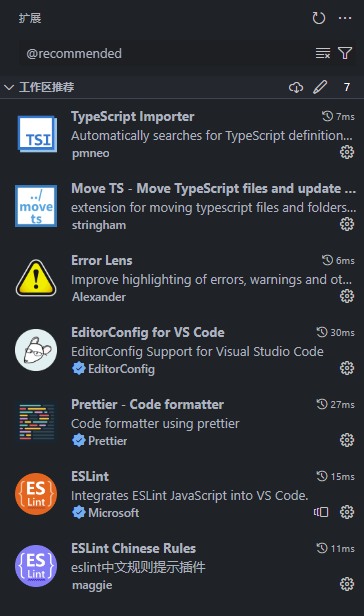 扩展
@recommended
工作区推荐 7
TSI
TypeScript Importer 7ms
Automatically searches for TypeScript definition...
pmneo
../
move
ts
Move TS - Move TypeScript files and update ...
extension for moving typescript files and folders...
stringham
Error Lens 6ms
Improve highlighting of errors, warnings and ot...
Alexander
EditorConfig for VS Code 30ms
EditorConfig Support for Visual Studio Code
EditorConfig
Prettier - Code formatter 27ms
Code formatter using prettier
Prettier
{ES}
Lint
ESLint 15ms
Integrates ESLint JavaScript into VS Code.
Microsoft
{ES}
Lint
ESLint Chinese Rules 11ms
eslint中文规则提示插件
maggie